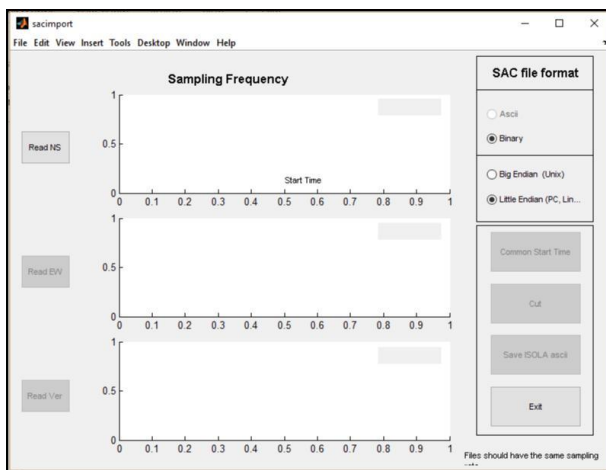 sacimport
File Edit View Insert Tools Desktop Window Help
Sampling Frequency
SAC file format
1
0.5
0
Start Time
0 0.1 0.2 0.3 0.4 0.5 0.6 0.7 0.8 0.9 1
Read NS
Ascii
Binary
Big Endian (Unix)
Little Endian (PC, Lin...
1
0.5
0
0 0.1 0.2 0.3 0.4 0.5 0.6 0.7 0.8 0.9 1
Read EW
Common Start Time
Cut
1
0.5
0
0 0.1 0.2 0.3 0.4 0.5 0.6 0.7 0.8 0.9 1
Read Ver
Save ISOLA ascii
Exit
Files should have the same sampling